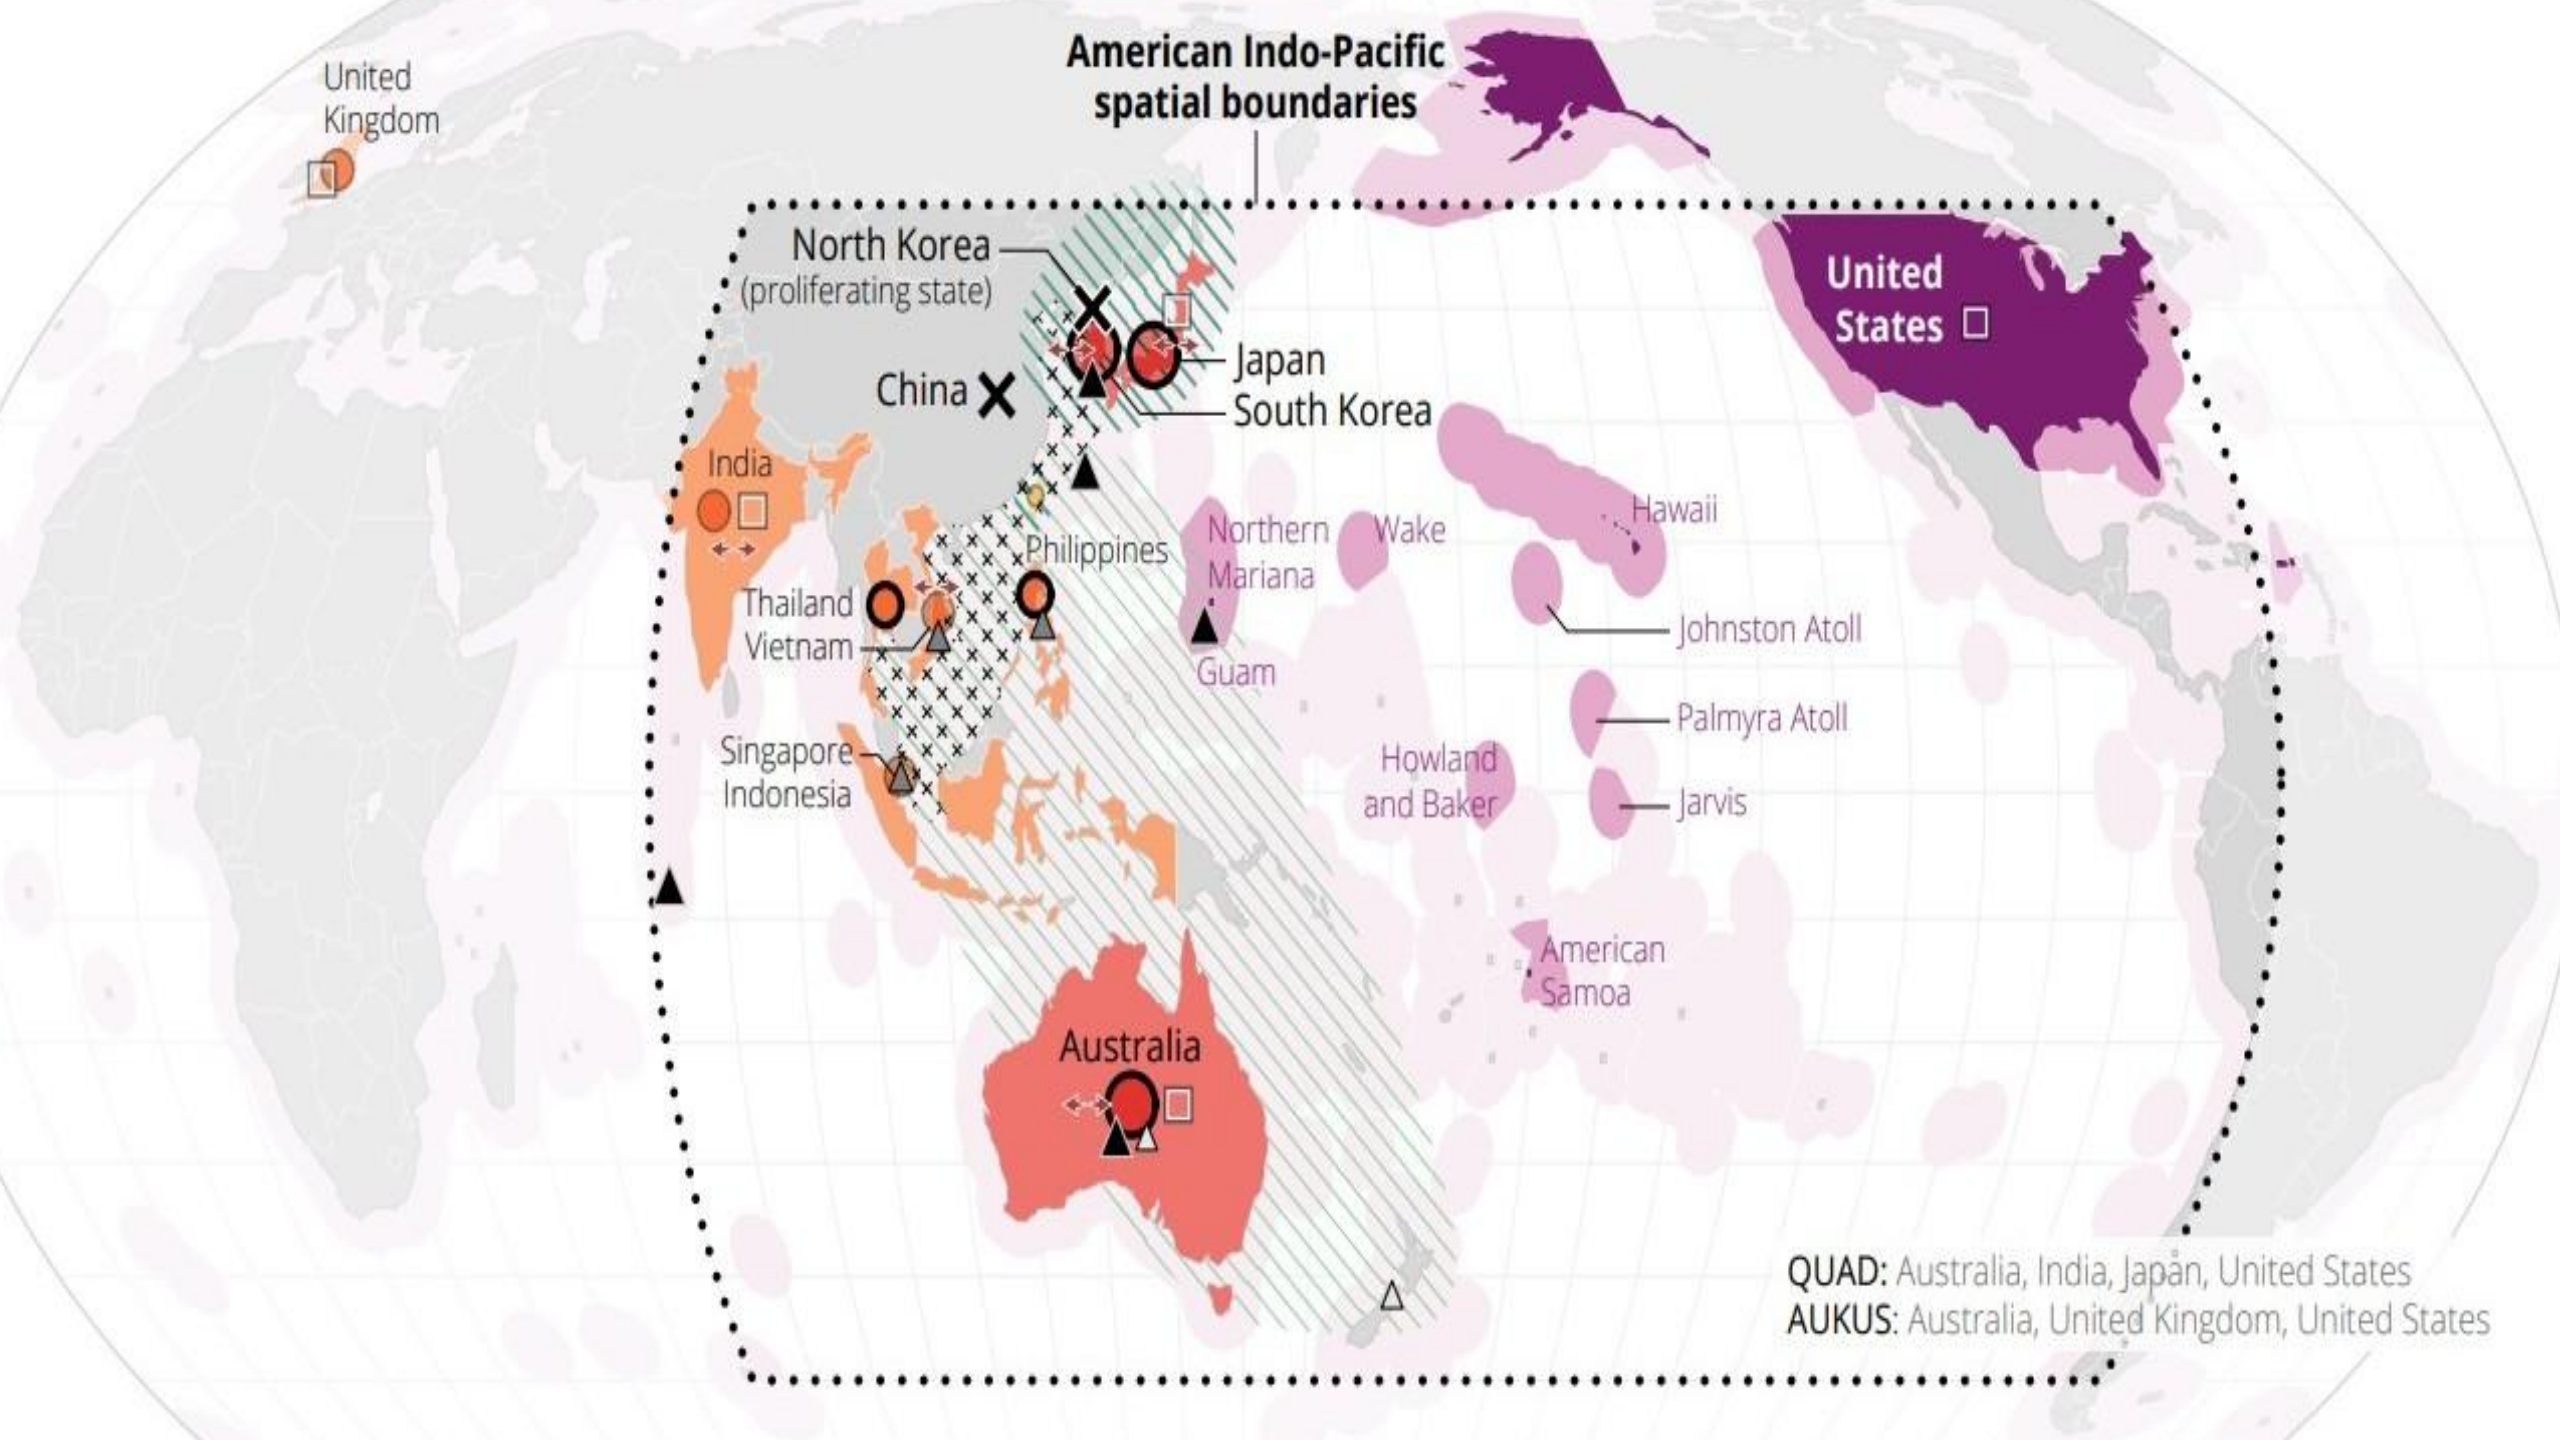 United
Kingdom
American Indo-Pacific
spatial boundaries
North Korea
(proliferating state)
United
States
Japan
China
South Korea
India
Hawaii
Northern
Mariana
Wake
Philippines
Thailand
Vietnam
Johnston Atoll
Guam
Palmyra Atoll
Singapore
Indonesia
Howland
and Baker
Jarvis
American
Samoa
Australia
QUAD: Australia, India, Japan, United States
AUKUS: Australia, United Kingdom, United States